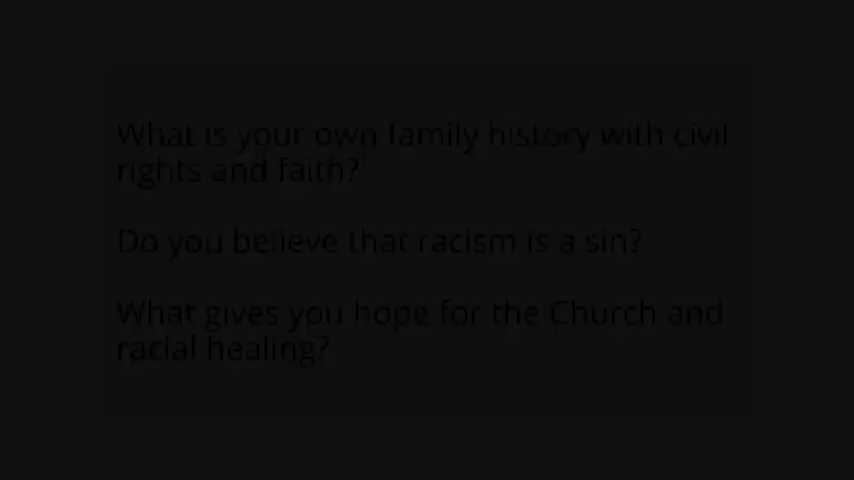 What is your own family history with civil
rights and faith?
Do you believe that racism is a sin?
What gives you hope for the Church and
racial healing?